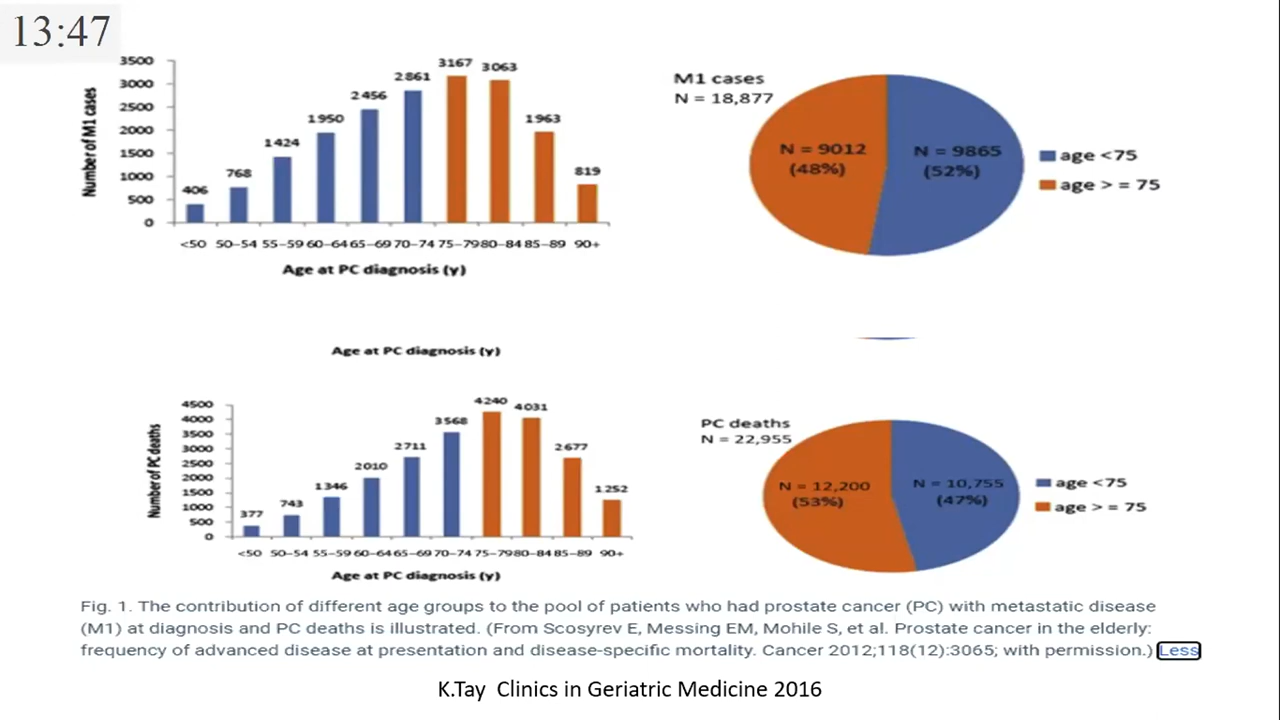 13:47
Number of M1 cases
3500
3000
2500
2000
1500
1000
500
0
406
768
1424
1950
2456
2861
3167
3063
1963
819
<50 50–54 55–59 60–64 65–69 70–74 75–79 80–84 85–89 90+
Age at PC diagnosis (y)
M1 cases
N = 18,877
N = 9012
(48%)
N = 9865
(52%)
age <75
age > = 75
Age at PC diagnosis (y)
Number of PC deaths
4500
4000
3500
3000
2500
2000
1500
1000
500
0
377
743
1346
2010
2711
3568
4240
4031
2677
1252
<50 50–54 55–59 60–64 65–69 70–74 75–79 80–84 85–89 90+
Age at PC diagnosis (y)
PC deaths
N = 22,955
N = 12,200
(53%)
N = 10,755
(47%)
age <75
age > = 75
Fig. 1. The contribution of different age groups to the pool of patients who had prostate cancer (PC) with metastatic disease
(M1) at diagnosis and PC deaths is illustrated. (From Scosyrev E, Messing EM, Mohile S, et al. Prostate cancer in the elderly:
frequency of advanced disease at presentation and disease-specific mortality. Cancer 2012;118(12):3065; with permission.) Less
K.Tay Clinics in Geriatric Medicine 2016